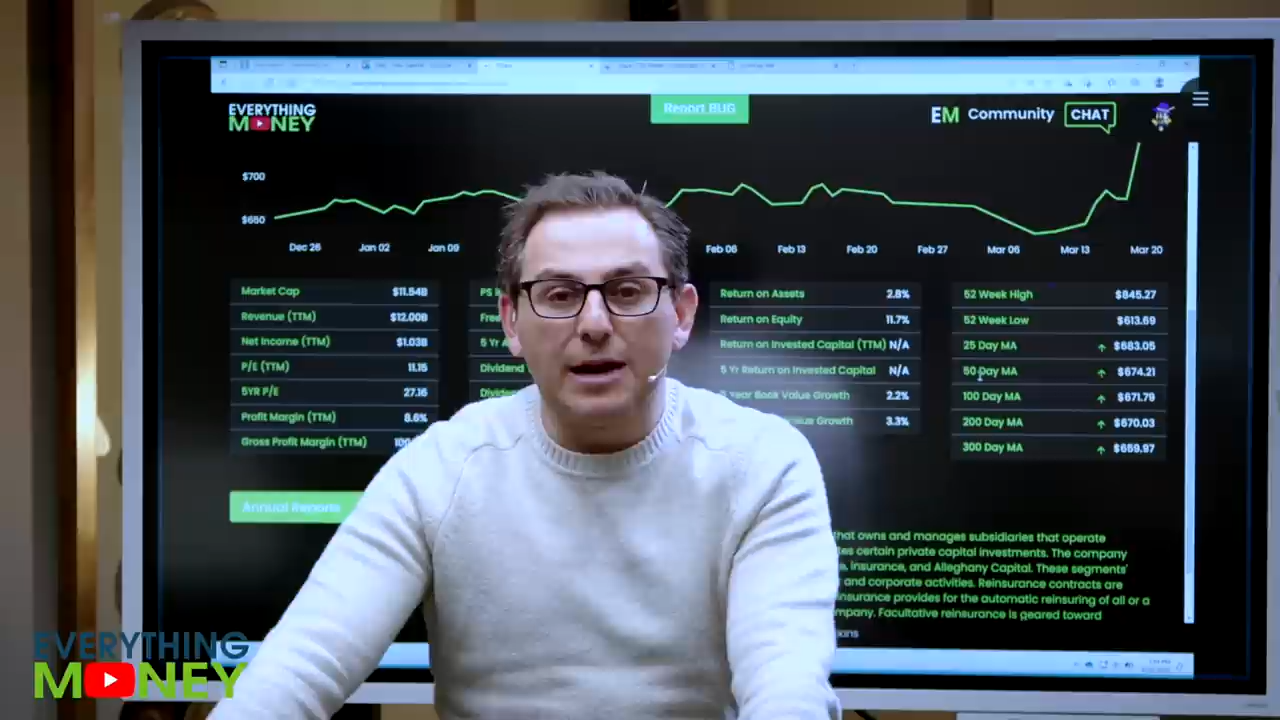 EVERYTHING
MONEY
Report BUG
EM Community CHAT
$700
$650
Dec 26 Jan 02 Jan 09 Feb 06 Feb 13 Feb 20 Feb 27 Mar 06 Mar 13 Mar 20
Market Cap $11.54B
Revenue (TTM) $12.00B
Net Income (TTM) $1.03B
P/E (TTM) 11.15
5YR P/E 27.16
Profit Margin (TTM) 8.6%
Gross Profit Margin (TTM) 100
PS
Free
5 Yr
Dividend
Return on Assets 2.8%
Return on Equity 11.7%
Return on Invested Capital (TTM) N/A
5 Yr Return on Invested Capital N/A
Year Book Value Growth 2.2%
Growth 3.3%
52 Week High $845.27
52 Week Low $613.69
25 Day MA $683.05
50 Day MA $674.21
100 Day MA $671.79
200 Day MA $670.03
300 Day MA $659.97
Annual Reports
that owns and manages subsidiaries that operate
certain private capital investments. The company
insurance, and Alleghany Capital. These segments'
and corporate activities. Reinsurance contracts are
insurance provides for the automatic reinsuring of all or a
Facultative reinsurance is geared toward
EVERYTHING
MONEY